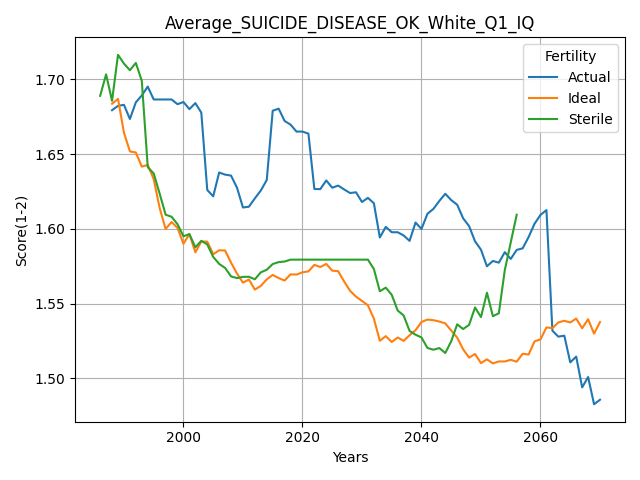 Average_SUICIDE_DISEASE_OK_White_Q1_IQ
Fertility
Actual
Ideal
Sterile
Score(1-2)
1.70
1.65
1.60
1.55
1.50
2000
2020
2040
2060
Years